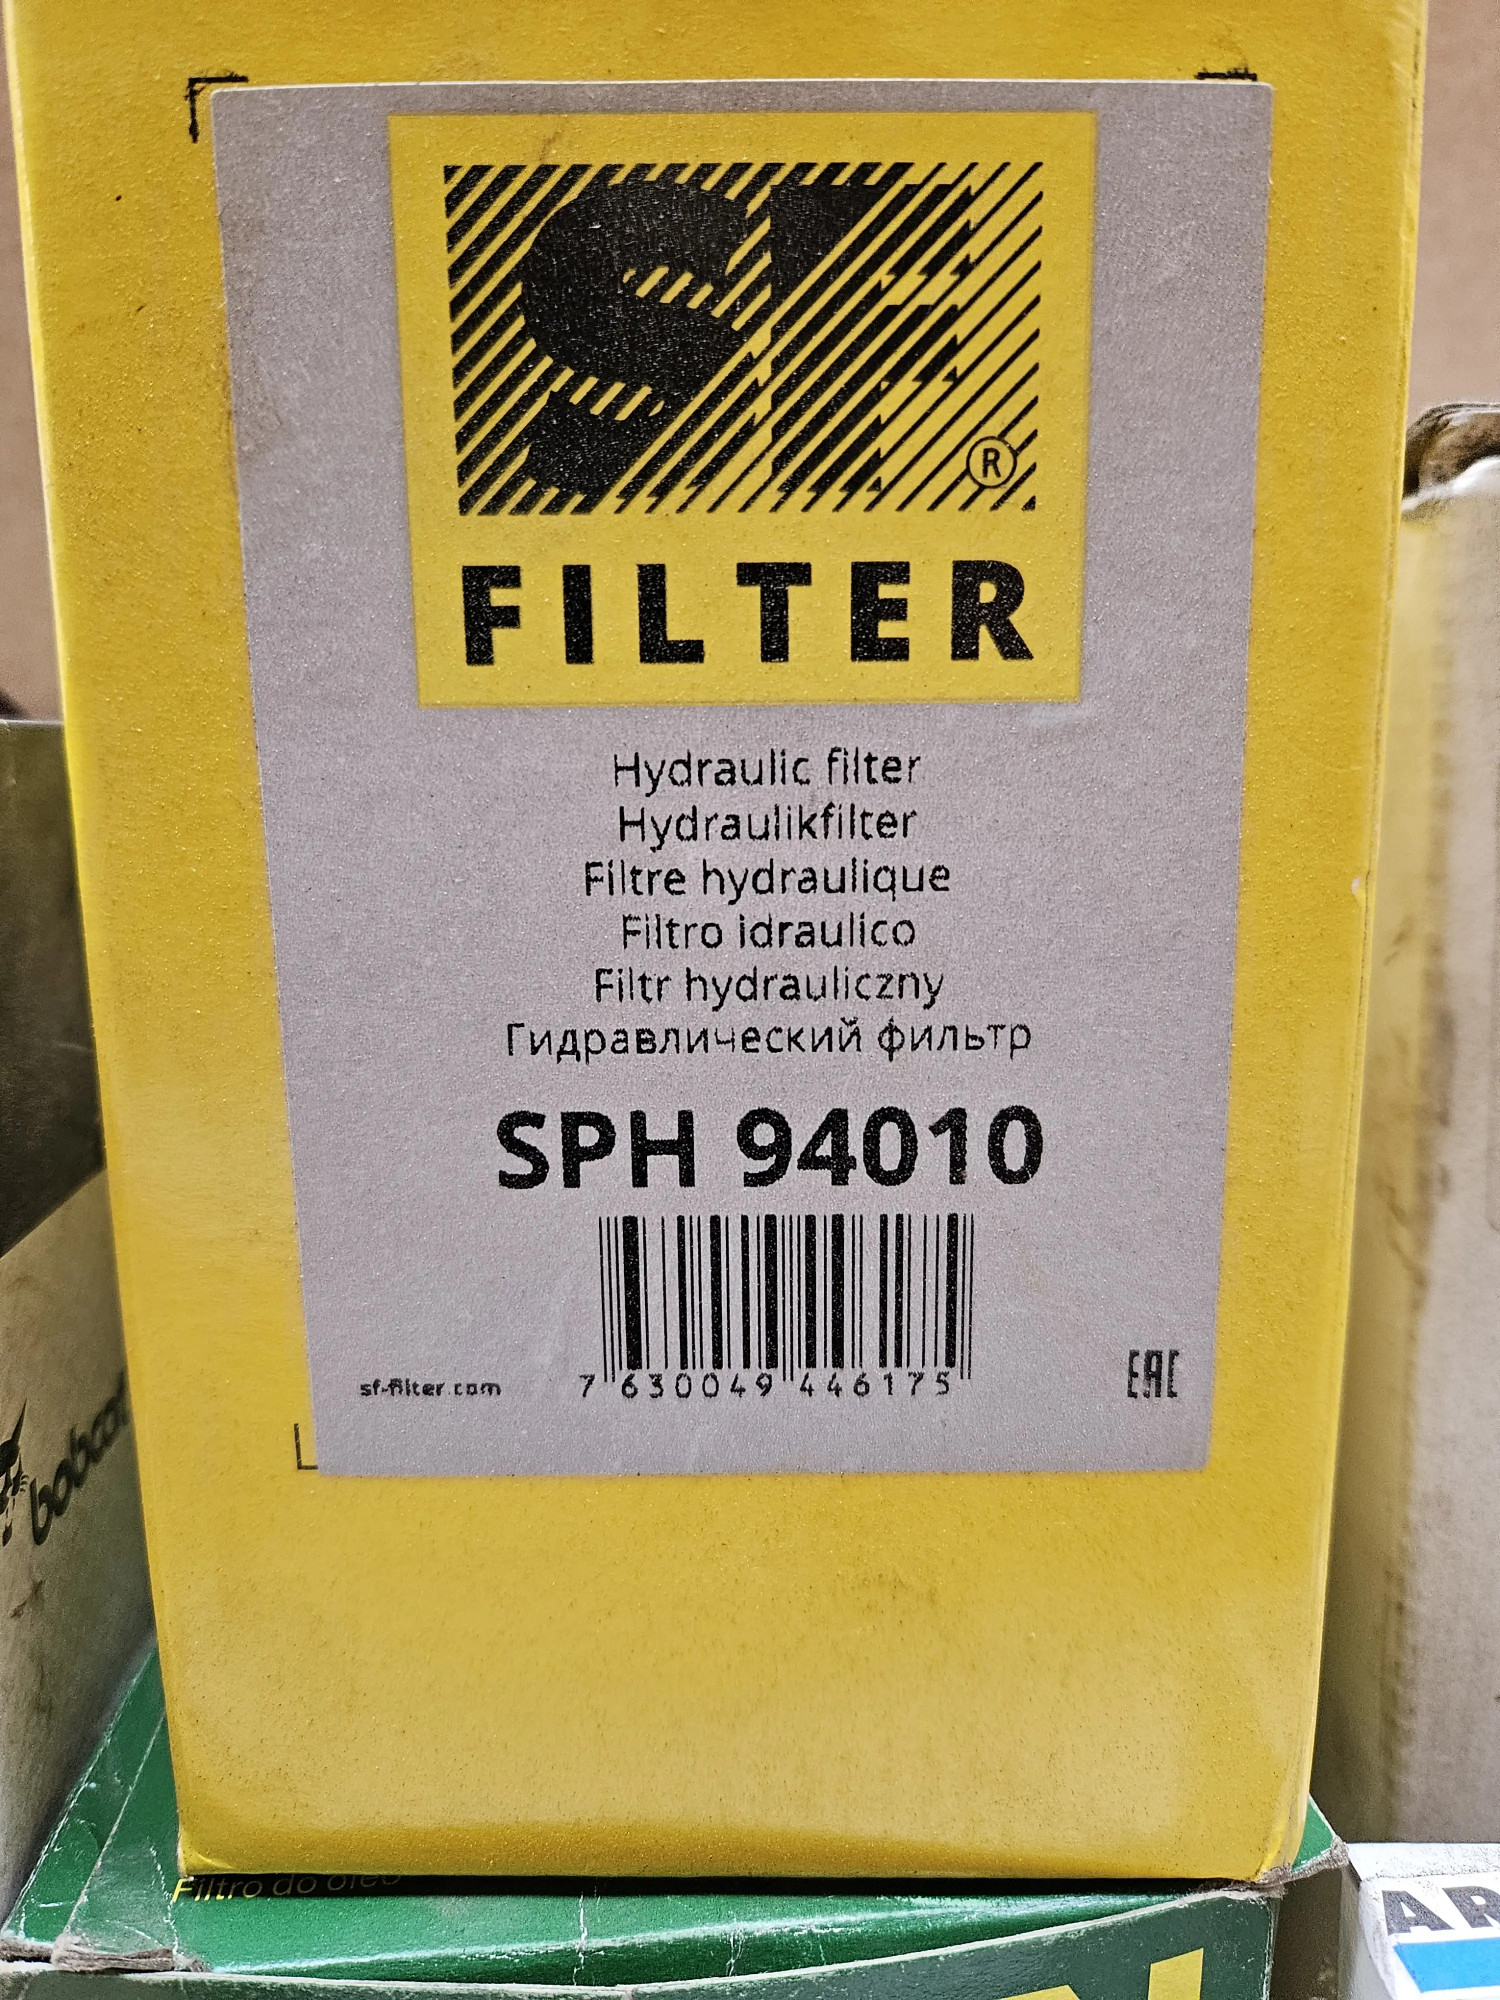 SF
®
FILTER
Hydraulic filter
Hydraulikfilter
Filtre hydraulique
Filtro idraulico
Filtr hydrauliczny
Гидравлический фильтр
SPH 94010
sf-filter.com
7 630049 446175
EAC
bobcat
Filtro do óleo
AR